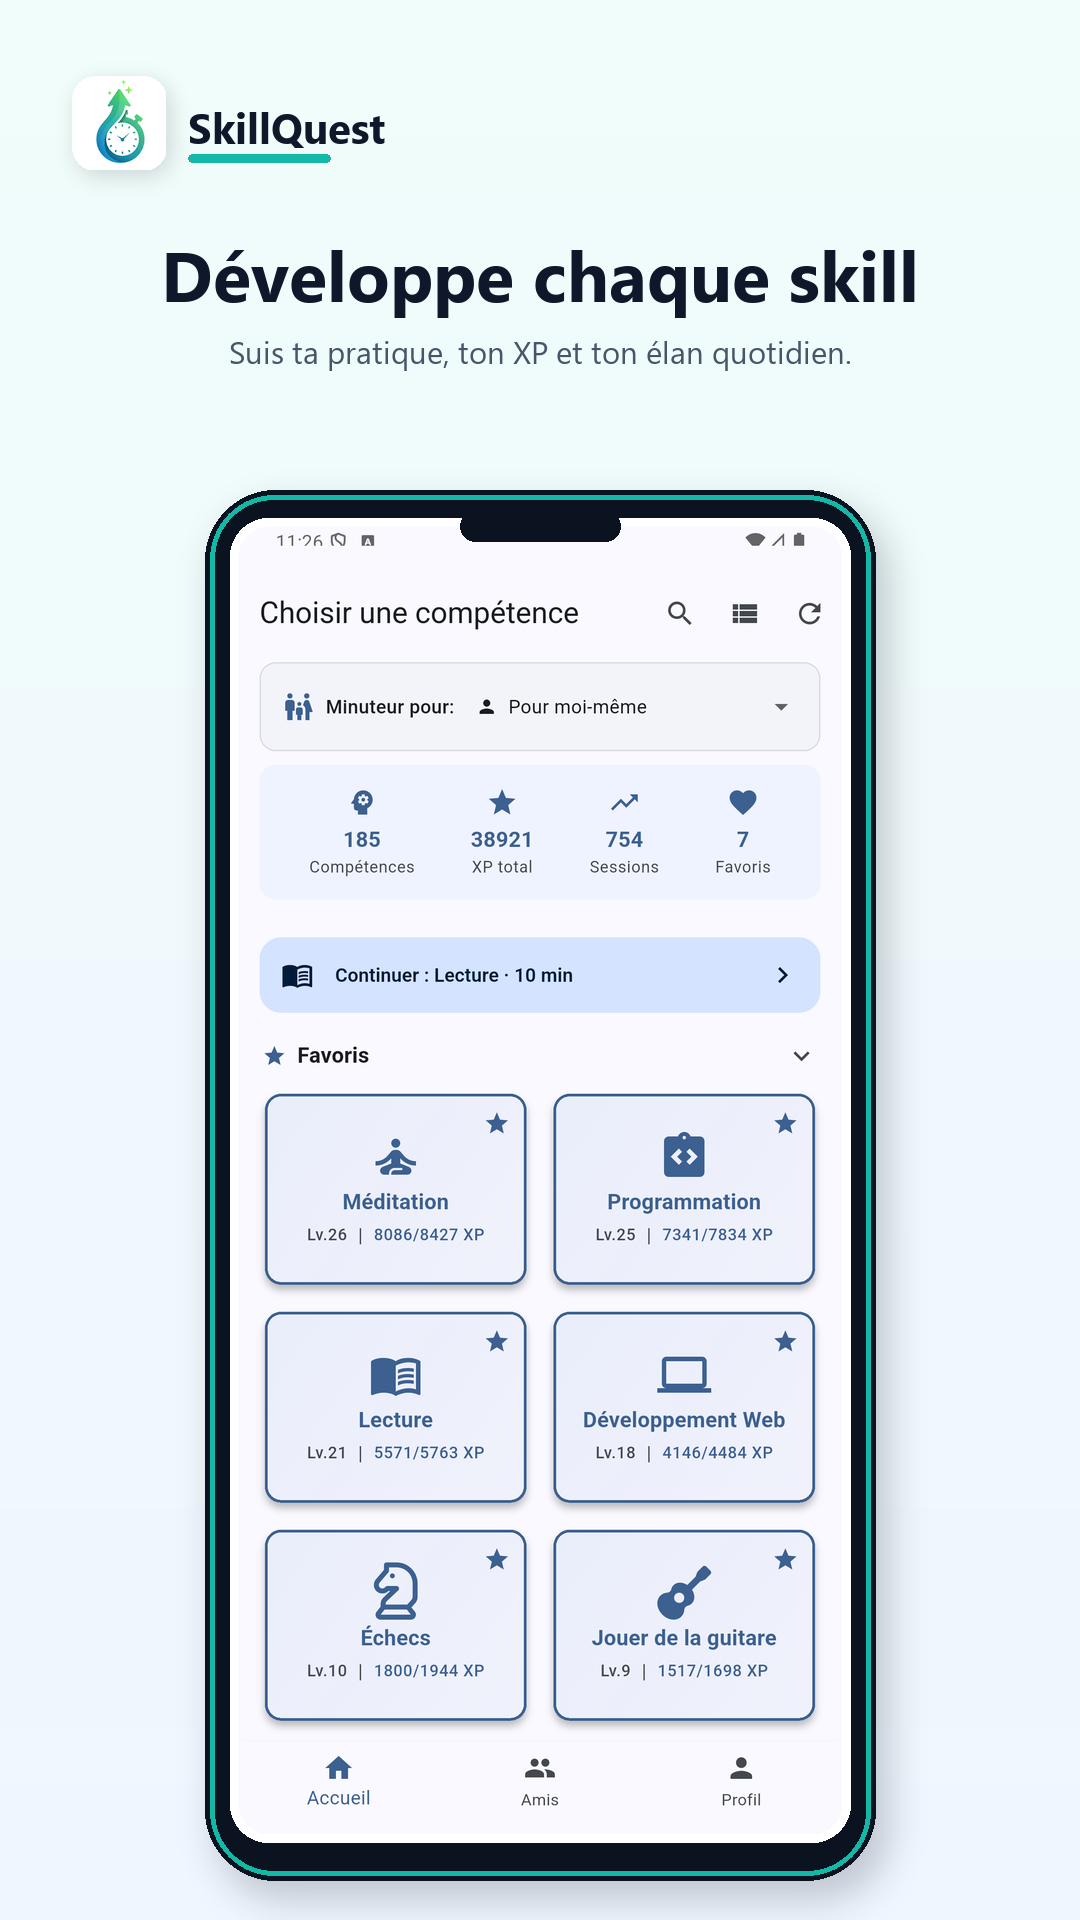 SkillQuest
Développe chaque skill
Suis ta pratique, ton XP et ton élan quotidien.
11:26
Choisir une compétence
Minuteur pour: Pour moi-même
185 38921 754 7
Compétences XP total Sessions Favoris
Continuer : Lecture · 10 min
Favoris
Méditation Programmation
Lv.26 | 8086/8427 XP Lv.25 | 7341/7834 XP
Lecture Développement Web
Lv.21 | 5571/5763 XP Lv.18 | 4146/4484 XP
Échecs Jouer de la guitare
Lv.10 | 1800/1944 XP Lv.9 | 1517/1698 XP
Accueil Amis Profil